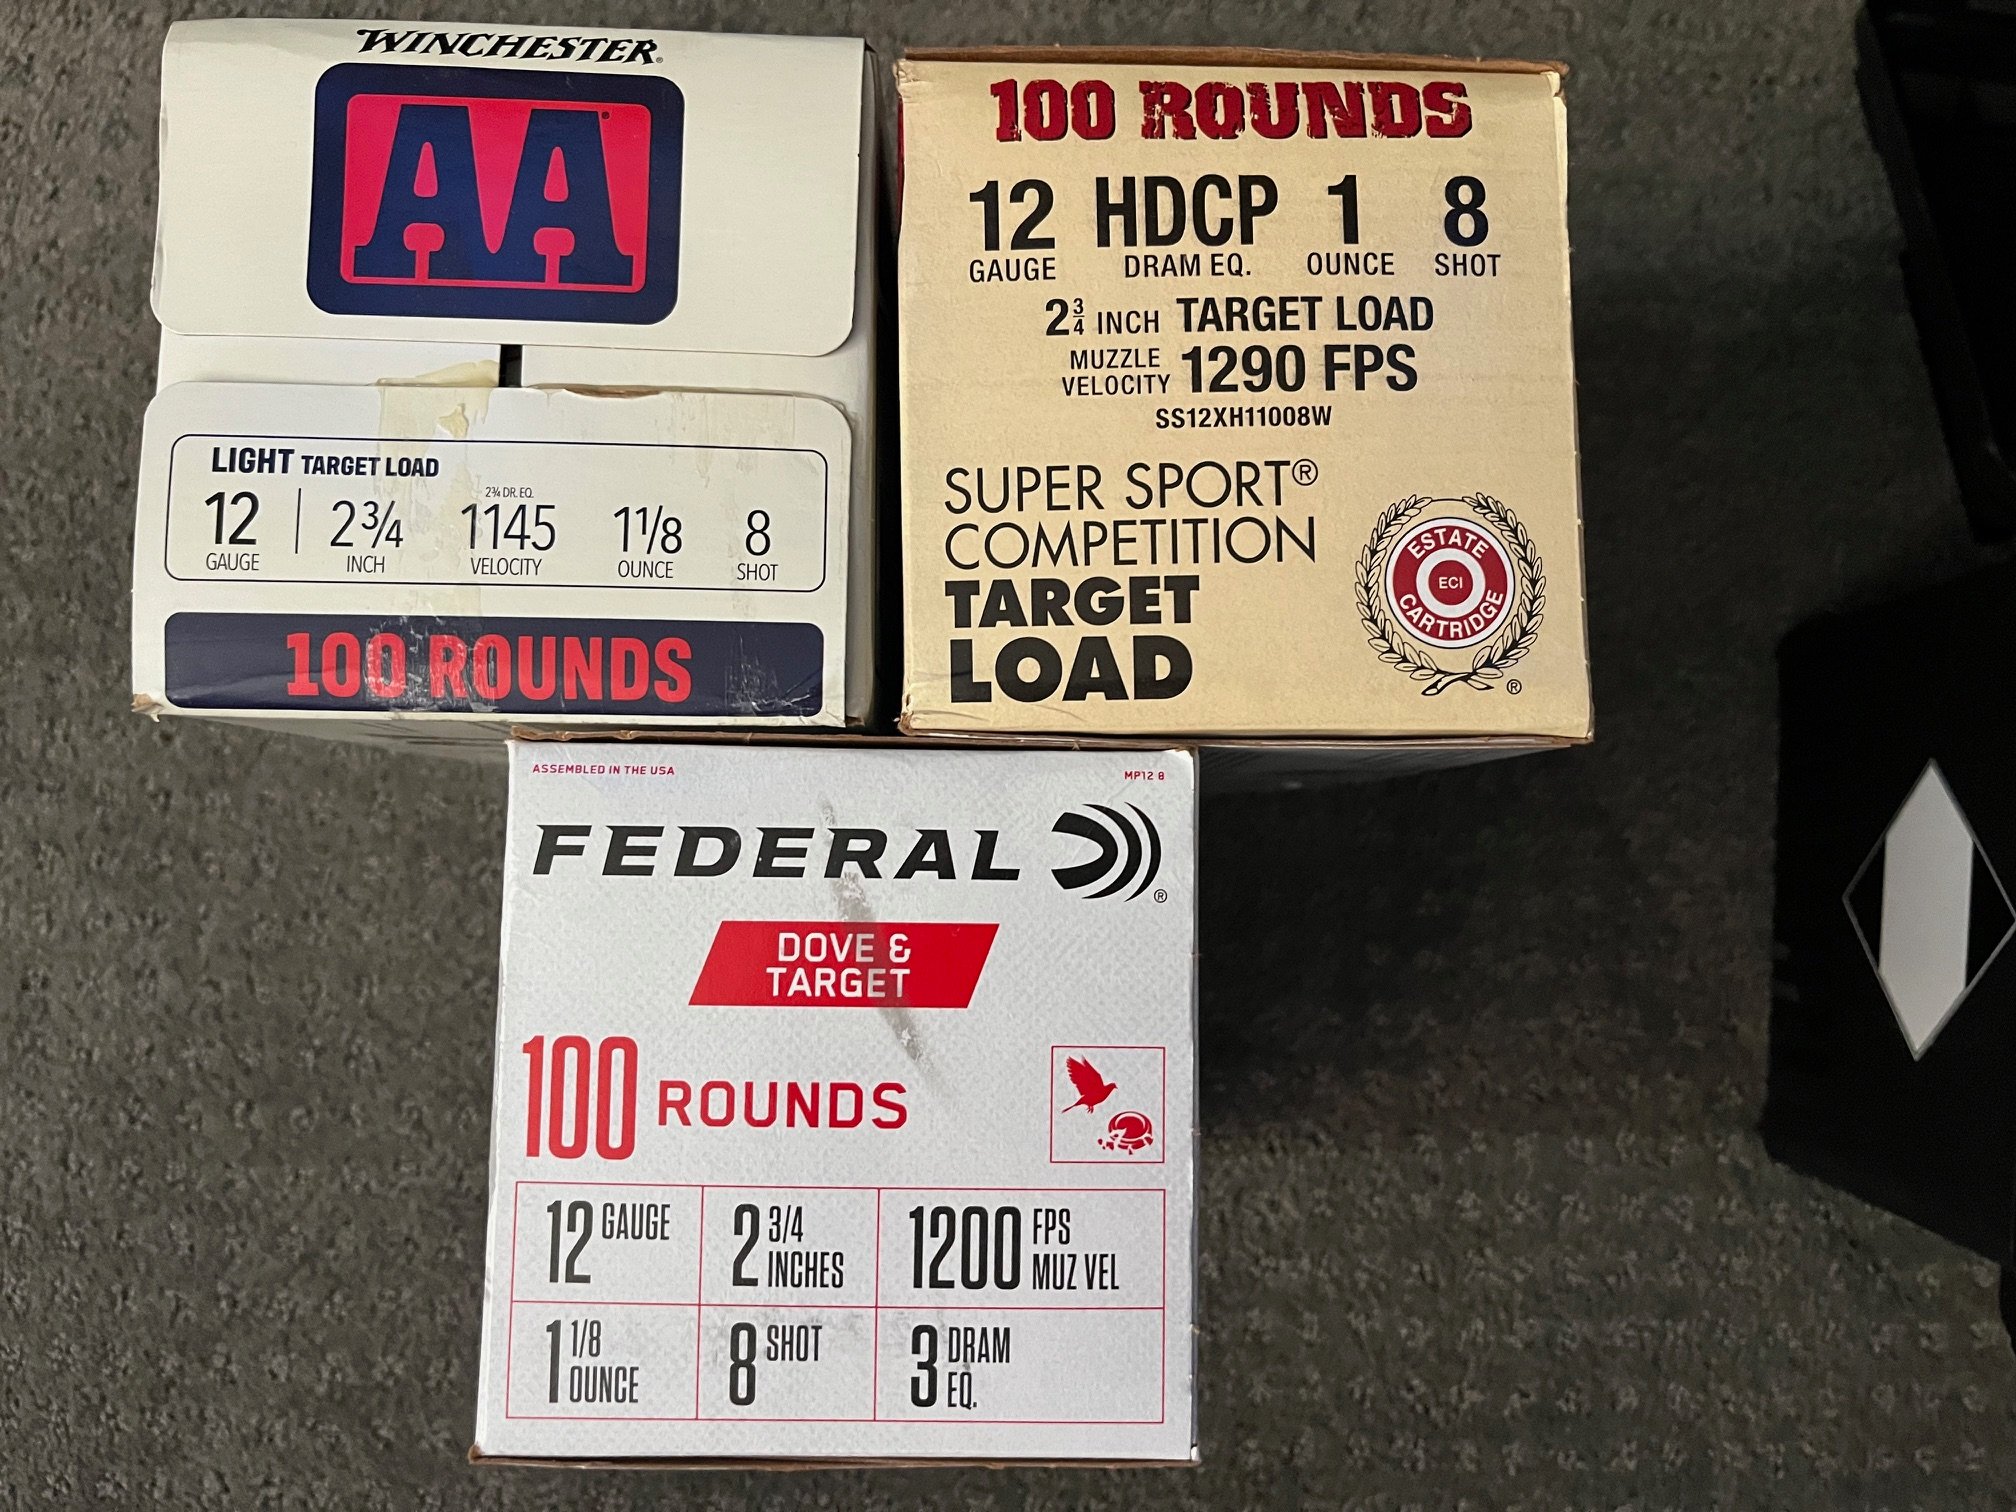 WINCHESTER®
AA®
LIGHT TARGET LOAD
2¾ DR. EQ.
12 2¾ 1145 1⅛ 8
GAUGE INCH VELOCITY OUNCE SHOT
100 ROUNDS
100 ROUNDS
12 HDCP 1 8
GAUGE DRAM EQ. OUNCE SHOT
2¾ INCH TARGET LOAD
MUZZLE VELOCITY 1290 FPS
SS12XH11008W
SUPER SPORT®
COMPETITION
TARGET
LOAD
ESTATE
ECI
CARTRIDGE
®
ASSEMBLED IN THE USA MP12 8
FEDERAL®
DOVE &
TARGET
100 ROUNDS
12 GAUGE 2 3/4 INCHES 1200 FPS MUZ VEL
1 1/8 OUNCE 8 SHOT 3 DRAM EQ.